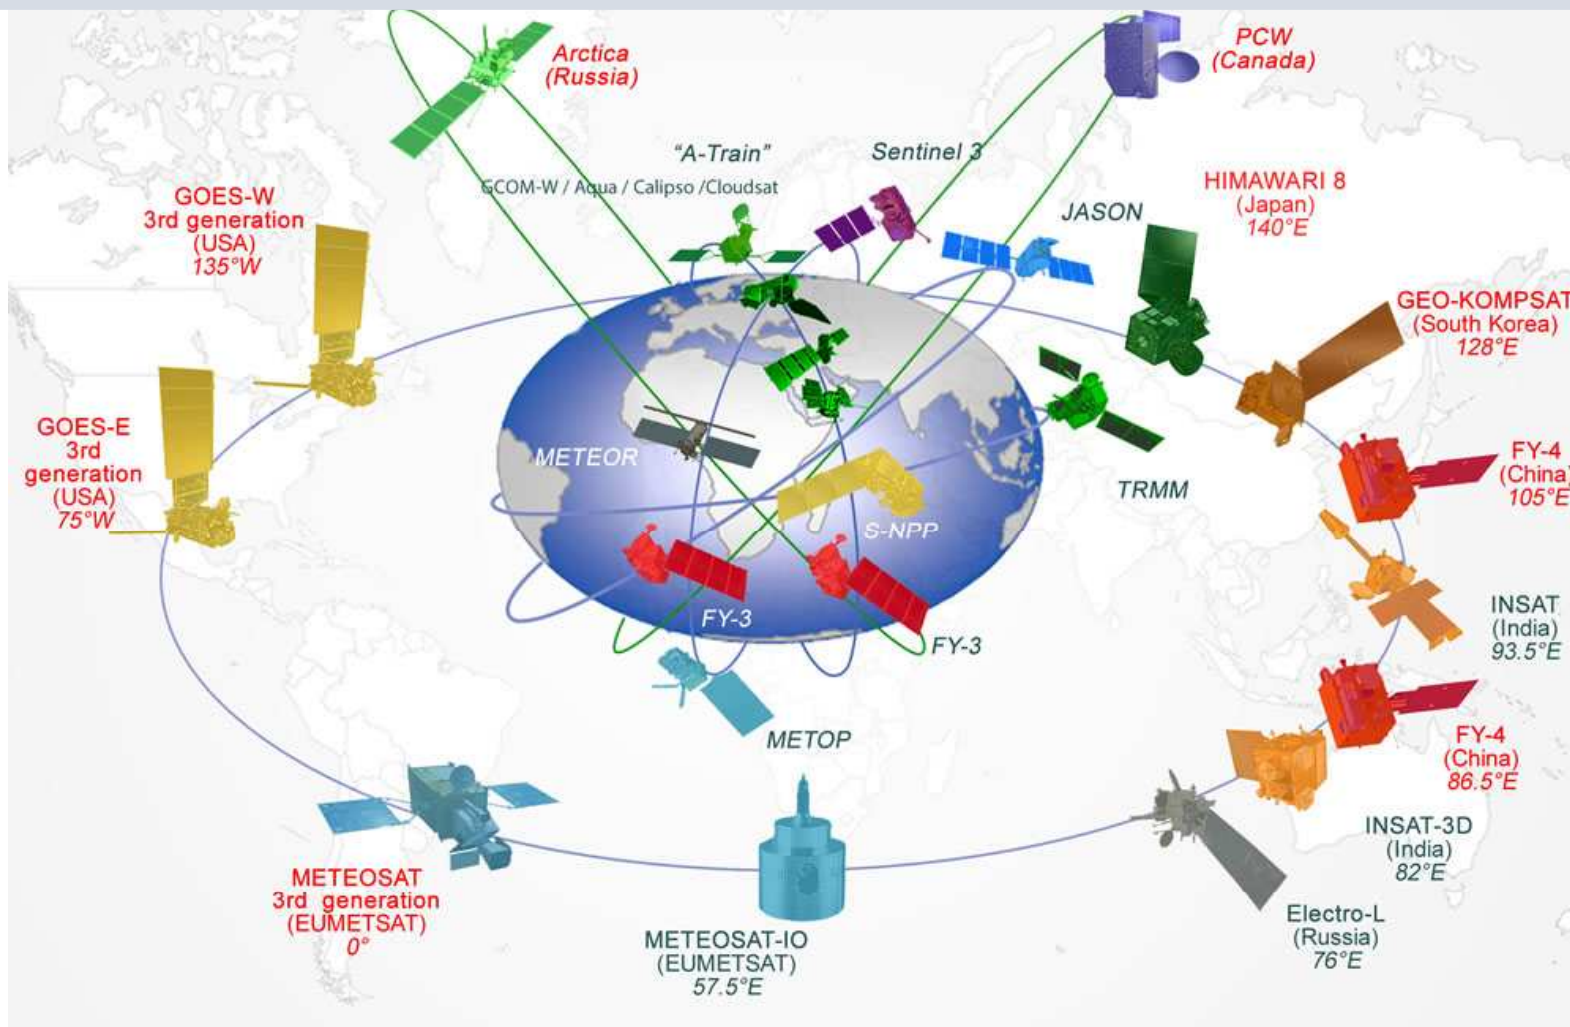 Arctica
(Russia)
PCW
(Canada)
"A-Train"
GCOM-W / Aqua / Calipso /Cloudsat
Sentinel 3
GOES-W
3rd generation
(USA)
135°W
JASON
HIMAWARI 8
(Japan)
140°E
GEO-KOMPSAT
(South Korea)
128°E
GOES-E
3rd
generation
(USA)
75°W
METEOR
TRMM
FY-4
(China)
105°E
S-NPP
FY-3
FY-3
INSAT
(India)
93.5°E
METOP
FY-4
(China)
86.5°E
INSAT-3D
(India)
82°E
METEOSAT
3rd generation
(EUMETSAT)
0°
METEOSAT-IO
(EUMETSAT)
57.5°E
Electro-L
(Russia)
76°E